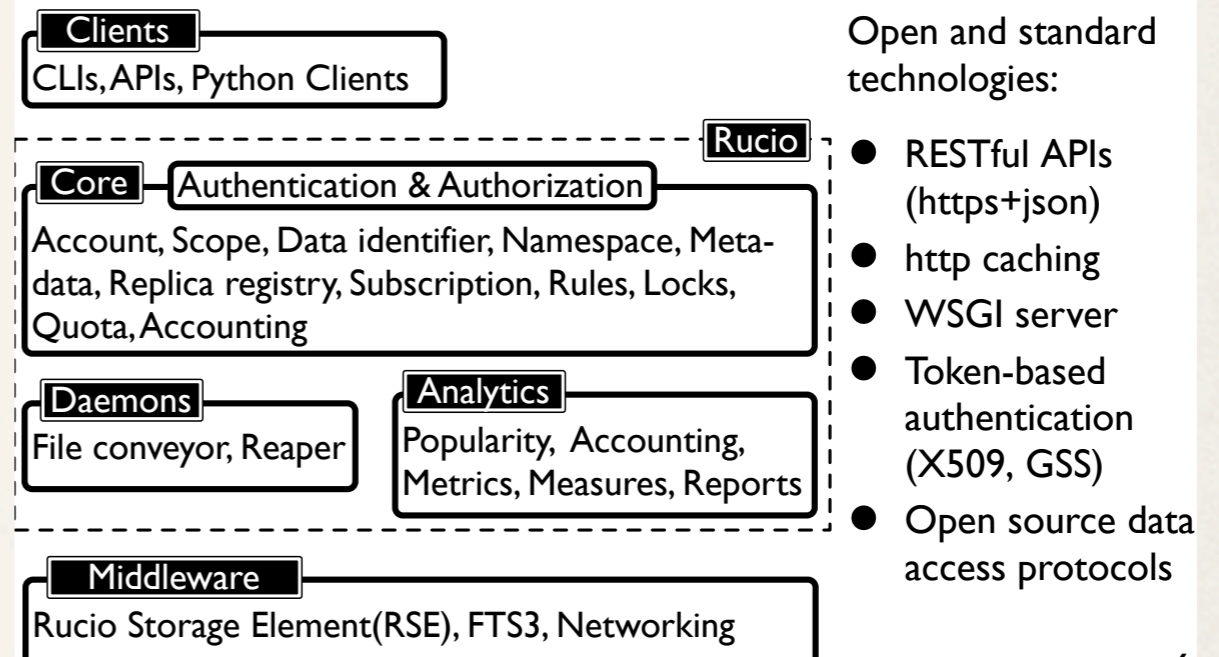 Clients
CLIs, APIs, Python Clients
Rucio
Core
Authentication & Authorization
Account, Scope, Data identifier, Namespace, Meta-
data, Replica registry, Subscription, Rules, Locks,
Quota, Accounting
Daemons
File conveyor, Reaper
Analytics
Popularity, Accounting,
Metrics, Measures, Reports
Middleware
Rucio Storage Element(RSE), FTS3, Networking
Open and standard
technologies:
● RESTful APIs
(https+json)
● http caching
● WSGI server
● Token-based
authentication
(X509, GSS)
● Open source data
access protocols